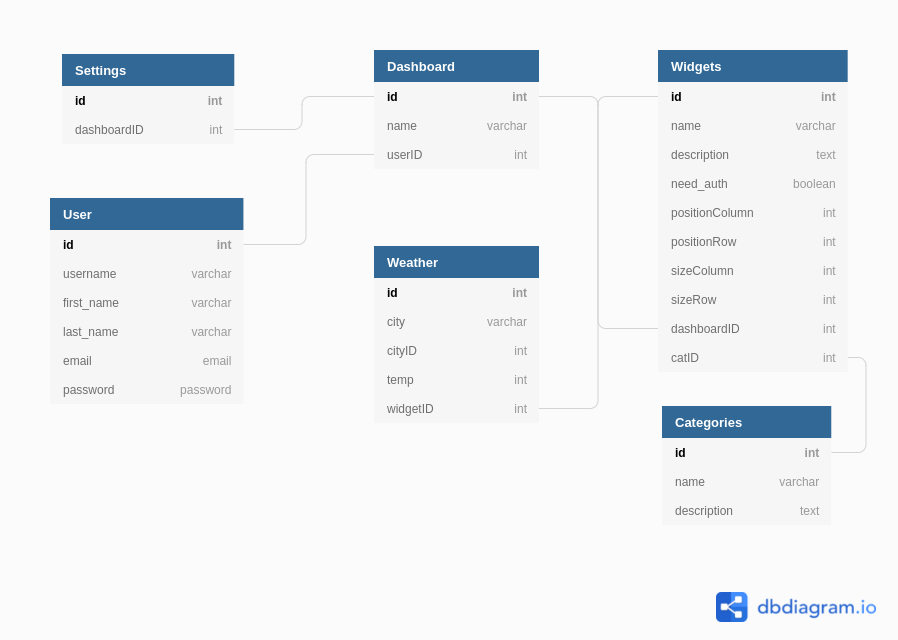 Settings
id int
dashboardID int
User
id int
username varchar
first_name varchar
last_name varchar
email email
password password
Dashboard
id int
name varchar
userID int
Weather
id int
city varchar
cityID int
temp int
widgetID int
Widgets
id int
name varchar
description text
need_auth boolean
positionColumn int
positionRow int
sizeColumn int
sizeRow int
dashboardID int
catID int
Categories
id int
name varchar
description text
dbdiagram.io